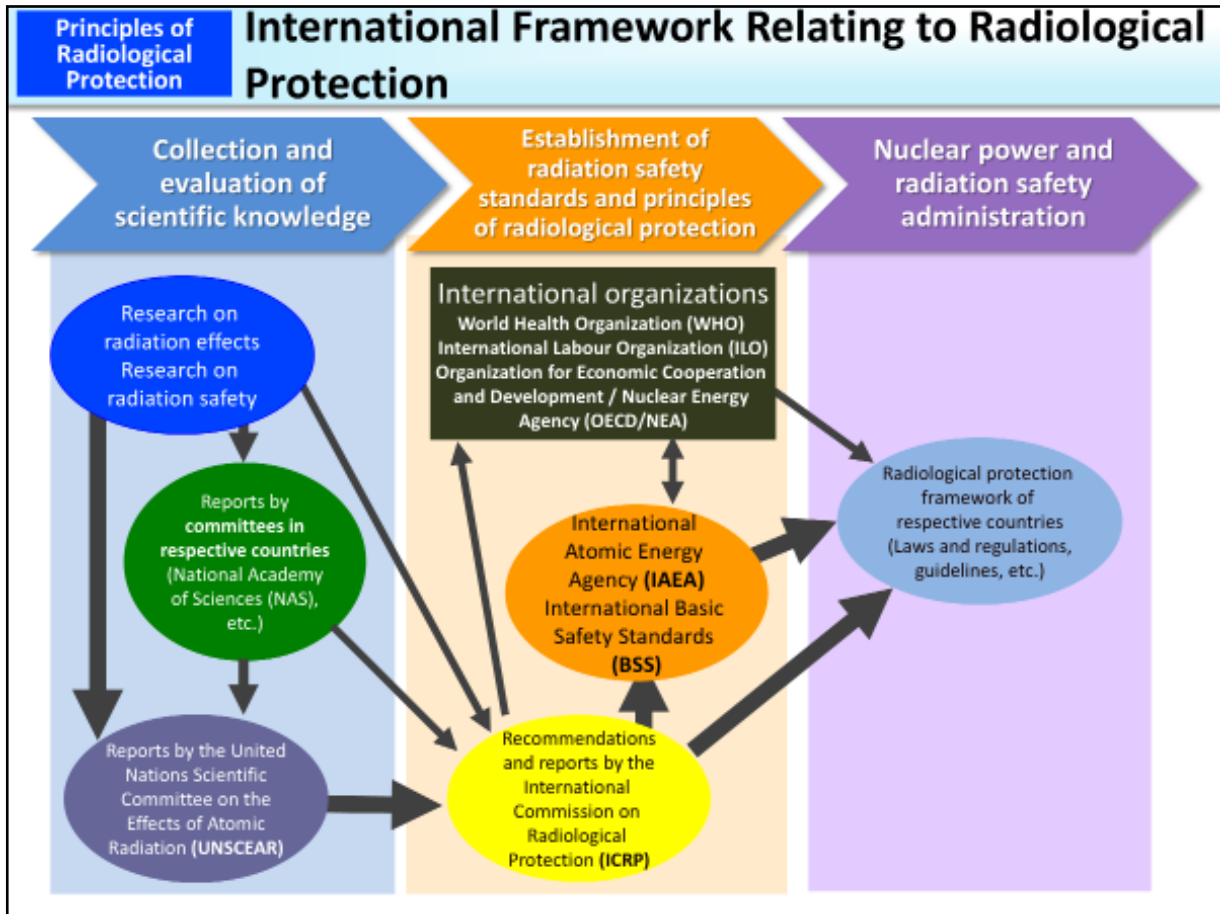 Principles of
Radiological
Protection
International Framework Relating to Radiological
Protection
Collection and
evaluation of
scientific knowledge
Establishment of
radiation safety
standards and principles
of radiological protection
Nuclear power and
radiation safety
administration
Research on
radiation effects
Research on
radiation safety
Reports by
committees in
respective countries
(National Academy
of Sciences (NAS),
etc.)
Reports by the United
Nations Scientific
Committee on the
Effects of Atomic
Radiation (UNSCEAR)
International organizations
World Health Organization (WHO)
International Labour Organization (ILO)
Organization for Economic Cooperation
and Development / Nuclear Energy
Agency (OECD/NEA)
International
Atomic Energy
Agency (IAEA)
International Basic
Safety Standards
(BSS)
Recommendations
and reports by the
International
Commission on
Radiological
Protection (ICRP)
Radiological protection
framework of
respective countries
(Laws and regulations,
guidelines, etc.)